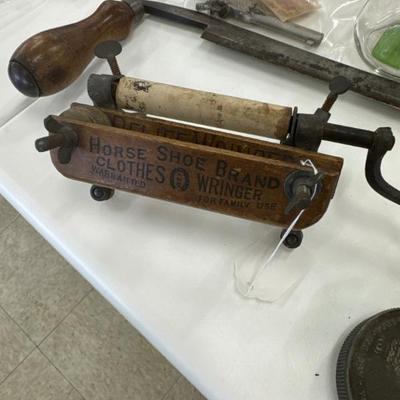 HORSE SHOE BRAND
CLOTHES WRINGER
WARRANTED FOR FAMILY USE